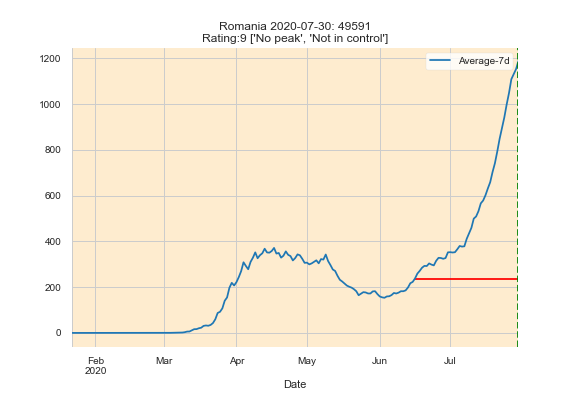 Romania 2020-07-30: 49591
Rating:9 ['No peak', 'Not in control']
Average-7d
1200
1000
800
600
400
200
0
Feb Mar Apr May Jun Jul
2020
Date